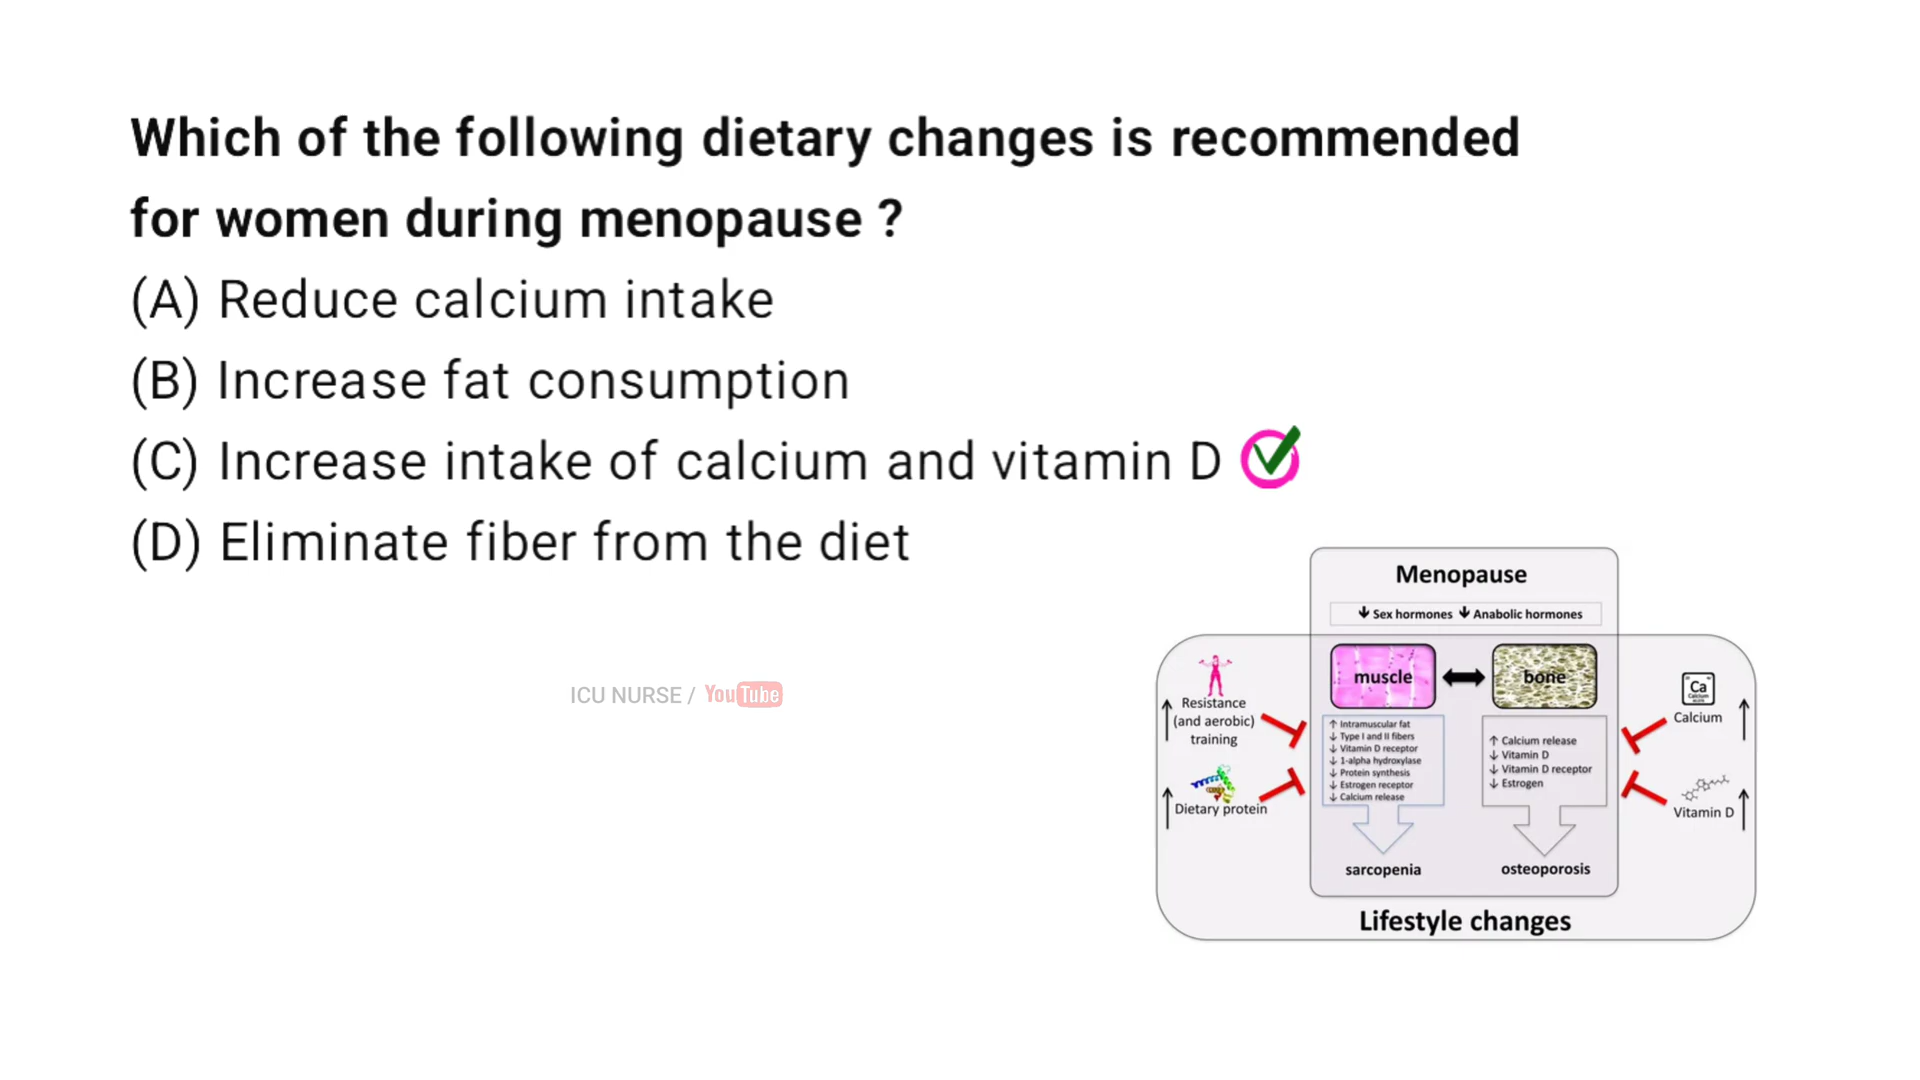 Which of the following dietary changes is recommended
for women during menopause ?
(A) Reduce calcium intake
(B) Increase fat consumption
(C) Increase intake of calcium and vitamin D
(D) Eliminate fiber from the diet
ICU NURSE / YouTube
Menopause
↓ Sex hormones ↓ Anabolic hormones
muscle
bone
Resistance
(and aerobic)
training
Dietary protein
↑ Intramuscular fat
↓ Type I and II fibers
↓ Vitamin D receptor
↓ 1-alpha hydroxylase
↓ Protein synthesis
↓ Estrogen receptor
↓ Calcium release
↑ Calcium release
↓ Vitamin D
↓ Vitamin D receptor
↓ Estrogen
Ca
Calcium
Calcium
Vitamin D
sarcopenia
osteoporosis
Lifestyle changes